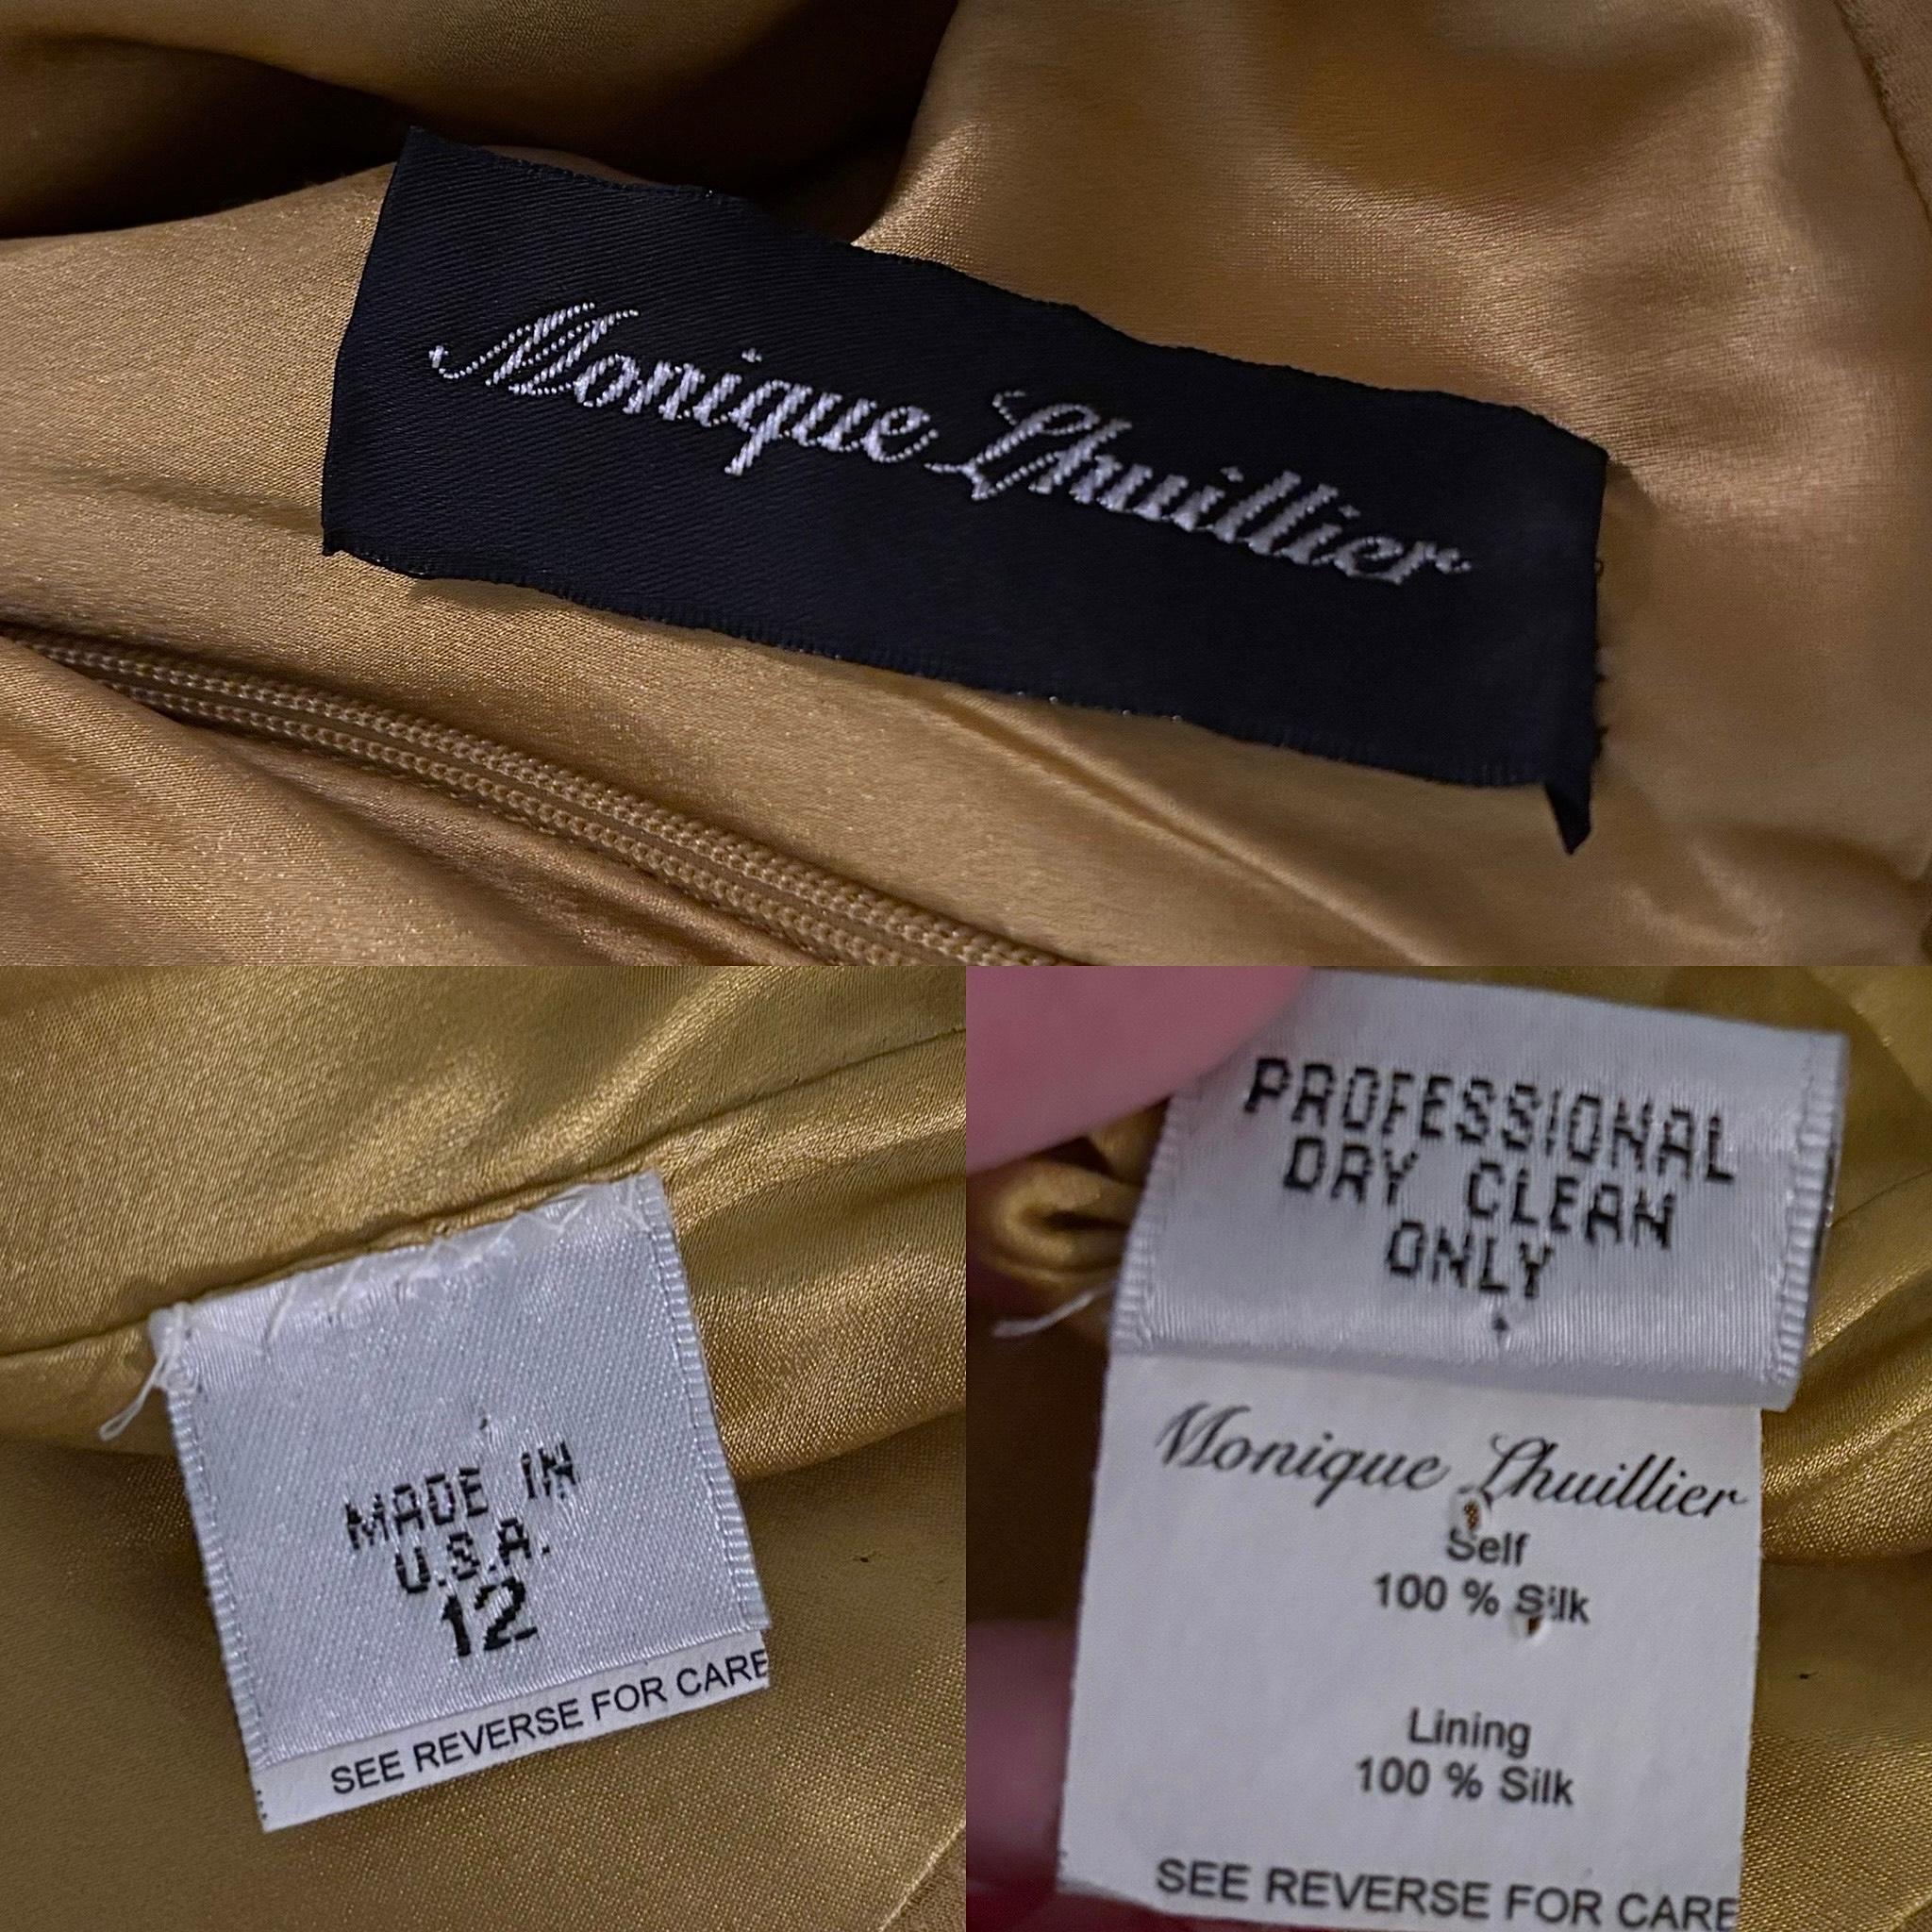 Monique Lhuillier
MADE IN
U.S.A.
12
SEE REVERSE FOR CARE
PROFESSIONAL
DRY CLEAN
ONLY
Monique Lhuillier
Self
100 % Silk
Lining
100 % Silk
SEE REVERSE FOR CARE